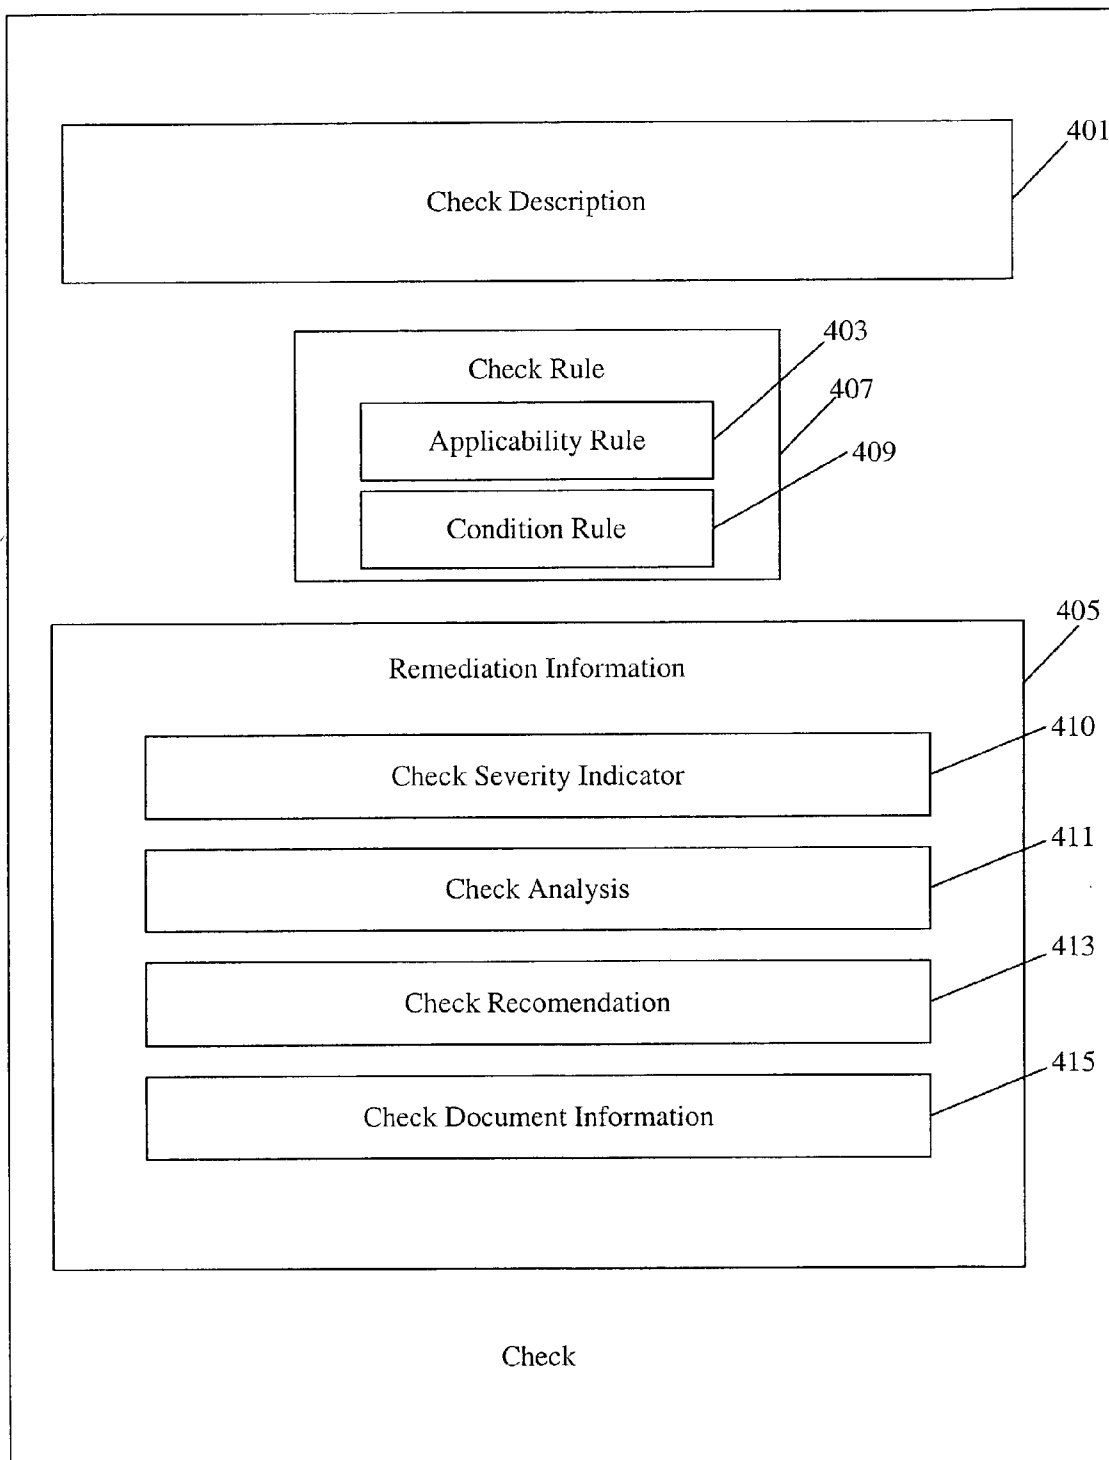 401
Check Description
403
Check Rule
407
Applicability Rule
409
Condition Rule
405
Remediation Information
410
Check Severity Indicator
411
Check Analysis
413
Check Recomendation
415
Check Document Information
Check